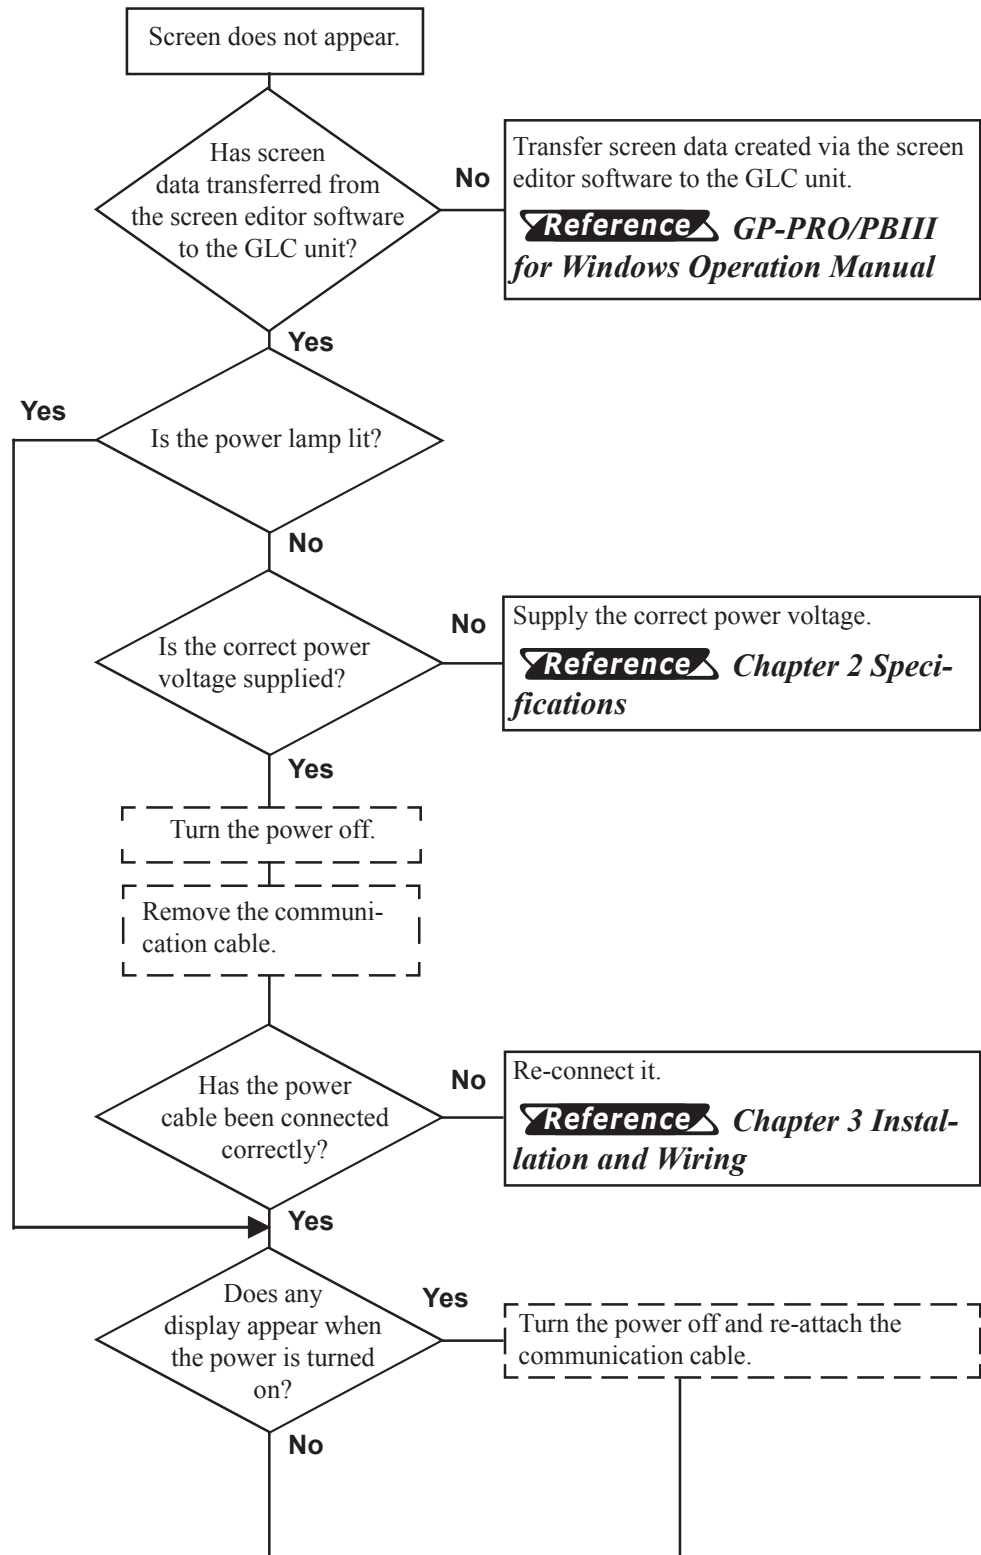 Screen does not appear.
Has screen
data transferred from
the screen editor software
to the GLC unit?
No
Transfer screen data created via the screen
editor software to the GLC unit.
Reference GP-PRO/PBIII
for Windows Operation Manual
Yes
Yes
Is the power lamp lit?
No
Is the correct power
voltage supplied?
No
Supply the correct power voltage.
Reference Chapter 2 Speci-
fications
Yes
Turn the power off.
Remove the communi-
cation cable.
Has the power
cable been connected
correctly?
No
Re-connect it.
Reference Chapter 3 Instal-
lation and Wiring
Yes
Does any
display appear when
the power is turned
on?
Yes
Turn the power off and re-attach the
communication cable.
No